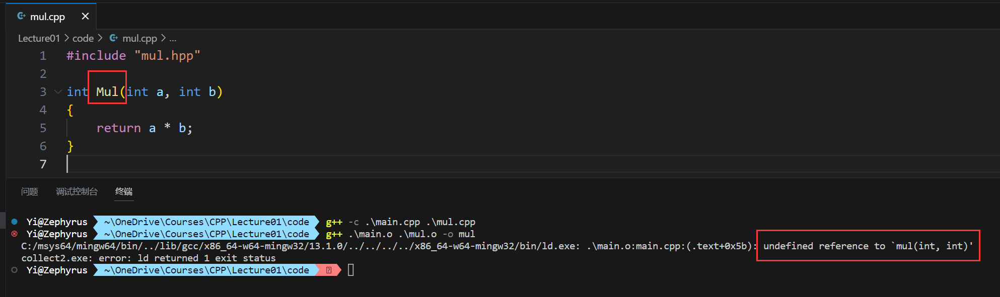 mul.cpp
Lecture01 > code > mul.cpp > ...
1 #include "mul.hpp"
2
3 int Mul(int a, int b)
4 {
5 return a * b;
6 }
7
问题 调试控制台 终端
Yi@Zephyrus ~\OneDrive\Courses\CPP\Lecture01\code g++ -c .\main.cpp .\mul.cpp
Yi@Zephyrus ~\OneDrive\Courses\CPP\Lecture01\code g++ .\main.o .\mul.o -o mul
C:/msys64/mingw64/bin/../lib/gcc/x86_64-w64-mingw32/13.1.0/../../../../x86_64-w64-mingw32/bin/ld.exe: .\main.o:main.cpp:(.text+0x5b): undefined reference to `mul(int, int)'
collect2.exe: error: ld returned 1 exit status
Yi@Zephyrus ~\OneDrive\Courses\CPP\Lecture01\code